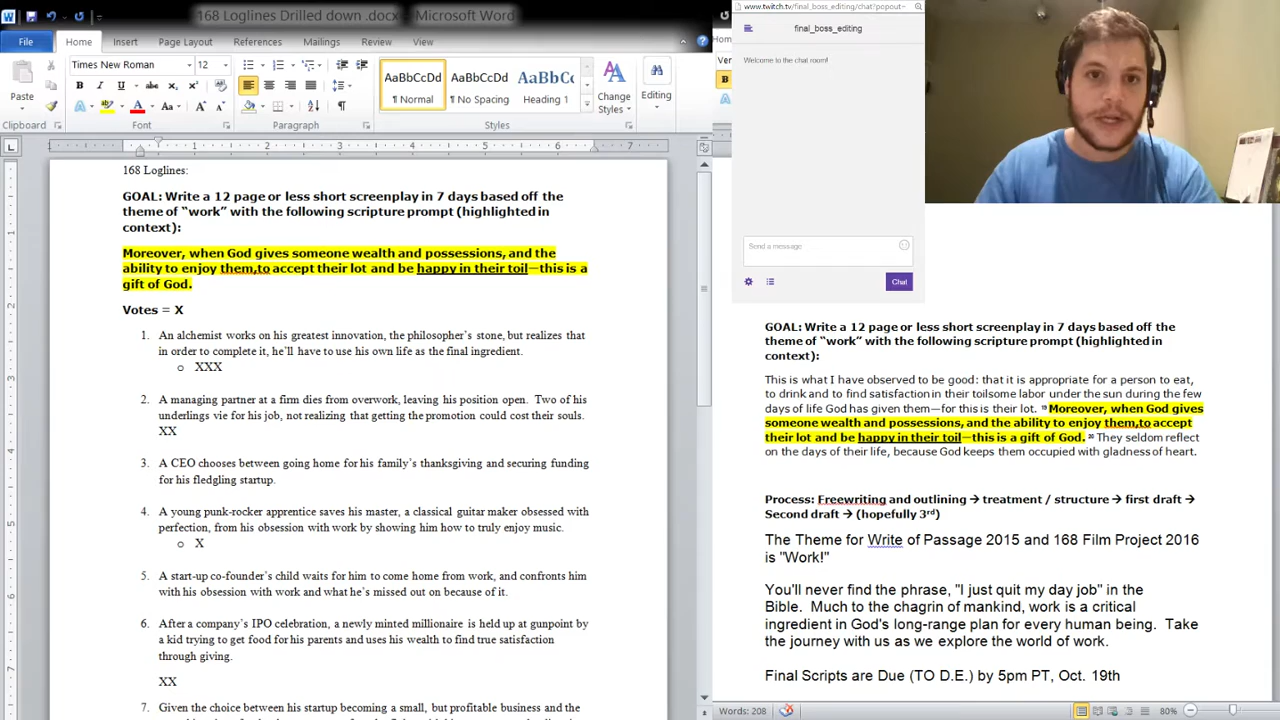 168 Loglines Drilled down .docx - Microsoft Word
File
Home
Insert
Page Layout
References
Mailings
Review
View
Times New Roman
12
Paste
Clipboard
Font
Paragraph
AaBbCcDd
¶ Normal
AaBbCcDd
¶ No Spacing
AaBbCc
Heading 1
Change
Styles
Editing
Styles
168 Loglines:
GOAL: Write a 12 page or less short screenplay in 7 days based off the
theme of “work” with the following scripture prompt (highlighted in
context):
Moreover, when God gives someone wealth and possessions, and the
ability to enjoy them,to accept their lot and be happy in their toil—this is a
gift of God.
Votes = X
1. An alchemist works on his greatest innovation, the philosopher’s stone, but realizes that
in order to complete it, he’ll have to use his own life as the final ingredient.
o XXX
2. A managing partner at a firm dies from overwork, leaving his position open. Two of his
underlings vie for his job, not realizing that getting the promotion could cost their souls.
XX
3. A CEO chooses between going home for his family’s thanksgiving and securing funding
for his fledgling startup.
4. A young punk-rocker apprentice saves his master, a classical guitar maker obsessed with
perfection, from his obsession with work by showing him how to truly enjoy music.
o X
5. A start-up co-founder’s child waits for him to come home from work, and confronts him
with his obsession with work and what he’s missed out on because of it.
6. After a company’s IPO celebration, a newly minted millionaire is held up at gunpoint by
a kid trying to get food for his parents and uses his wealth to find true satisfaction
through giving.
XX
7. Given the choice between his startup becoming a small, but profitable business and the
www.twitch.tv/final_boss_editing/chat?popout=
final_boss_editing
Welcome to the chat room!
Send a message
Chat
GOAL: Write a 12 page or less short screenplay in 7 days based off the
theme of “work” with the following scripture prompt (highlighted in
context):
This is what I have observed to be good: that it is appropriate for a person to eat,
to drink and to find satisfaction in their toilsome labor under the sun during the few
days of life God has given them—for this is their lot. ¹⁹ Moreover, when God gives
someone wealth and possessions, and the ability to enjoy them,to accept
their lot and be happy in their toil—this is a gift of God. ²⁰ They seldom reflect
on the days of their life, because God keeps them occupied with gladness of heart.
Process: Freewriting and outlining → treatment / structure → first draft →
Second draft → (hopefully 3rd)
The Theme for Write of Passage 2015 and 168 Film Project 2016
is "Work!"
You'll never find the phrase, "I just quit my day job" in the
Bible. Much to the chagrin of mankind, work is a critical
ingredient in God's long-range plan for every human being. Take
the journey with us as we explore the world of work.
Final Scripts are Due (TO D.E.) by 5pm PT, Oct. 19th
Words: 208
80%